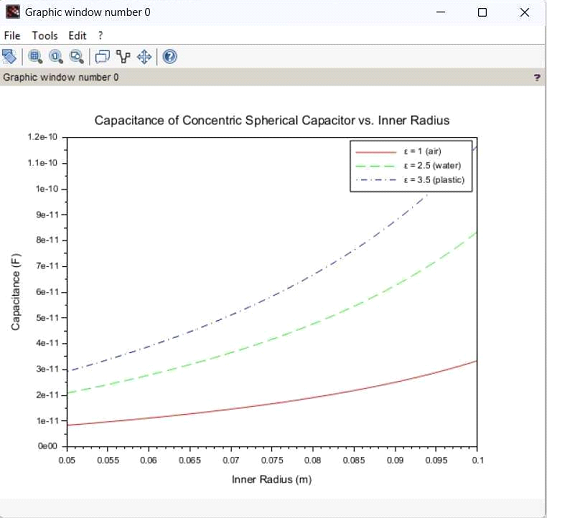 Graphic window number 0
File Tools Edit ?
Graphic window number 0 ?
Capacitance of Concentric Spherical Capacitor vs. Inner Radius
1.2e-10
1.1e-10
1e-10
9e-11
8e-11
7e-11
6e-11
5e-11
4e-11
3e-11
2e-11
1e-11
0e00
Capacitance (F)
ε = 1 (air)
ε = 2.5 (water)
ε = 3.5 (plastic)
0.05 0.055 0.06 0.065 0.07 0.075 0.08 0.085 0.09 0.095 0.1
Inner Radius (m)